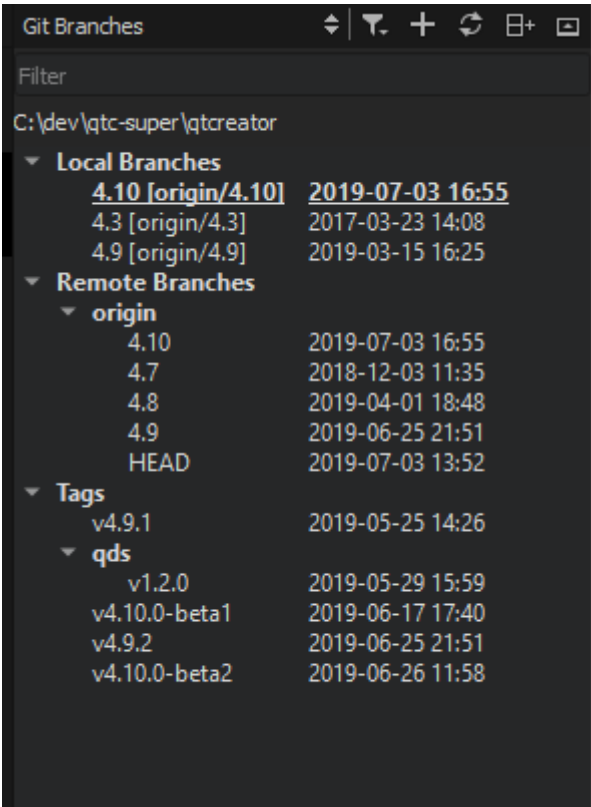 Git Branches
Filter
C:\dev\qtc-super\qtcreator
Local Branches
4.10 [origin/4.10] 2019-07-03 16:55
4.3 [origin/4.3] 2017-03-23 14:08
4.9 [origin/4.9] 2019-03-15 16:25
Remote Branches
origin
4.10 2019-07-03 16:55
4.7 2018-12-03 11:35
4.8 2019-04-01 18:48
4.9 2019-06-25 21:51
HEAD 2019-07-03 13:52
Tags
v4.9.1 2019-05-25 14:26
qds
v1.2.0 2019-05-29 15:59
v4.10.0-beta1 2019-06-17 17:40
v4.9.2 2019-06-25 21:51
v4.10.0-beta2 2019-06-26 11:58